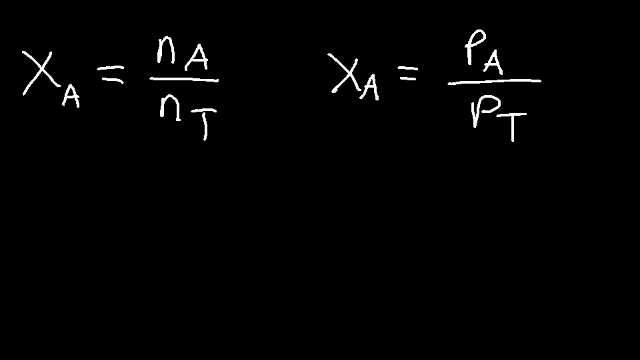 X_A = n_A / n_T    X_A = P_A / P_T